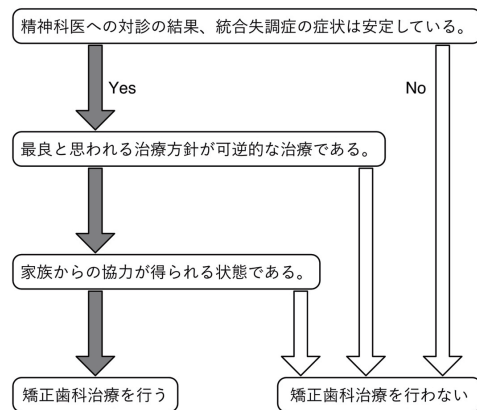 精神科医への対診の結果、統合失調症の症状は安定している。
Yes
No
最良と思われる治療方針が可逆的な治療である。
家族からの協力が得られる状態である。
矯正歯科治療を行う
矯正歯科治療を行わない